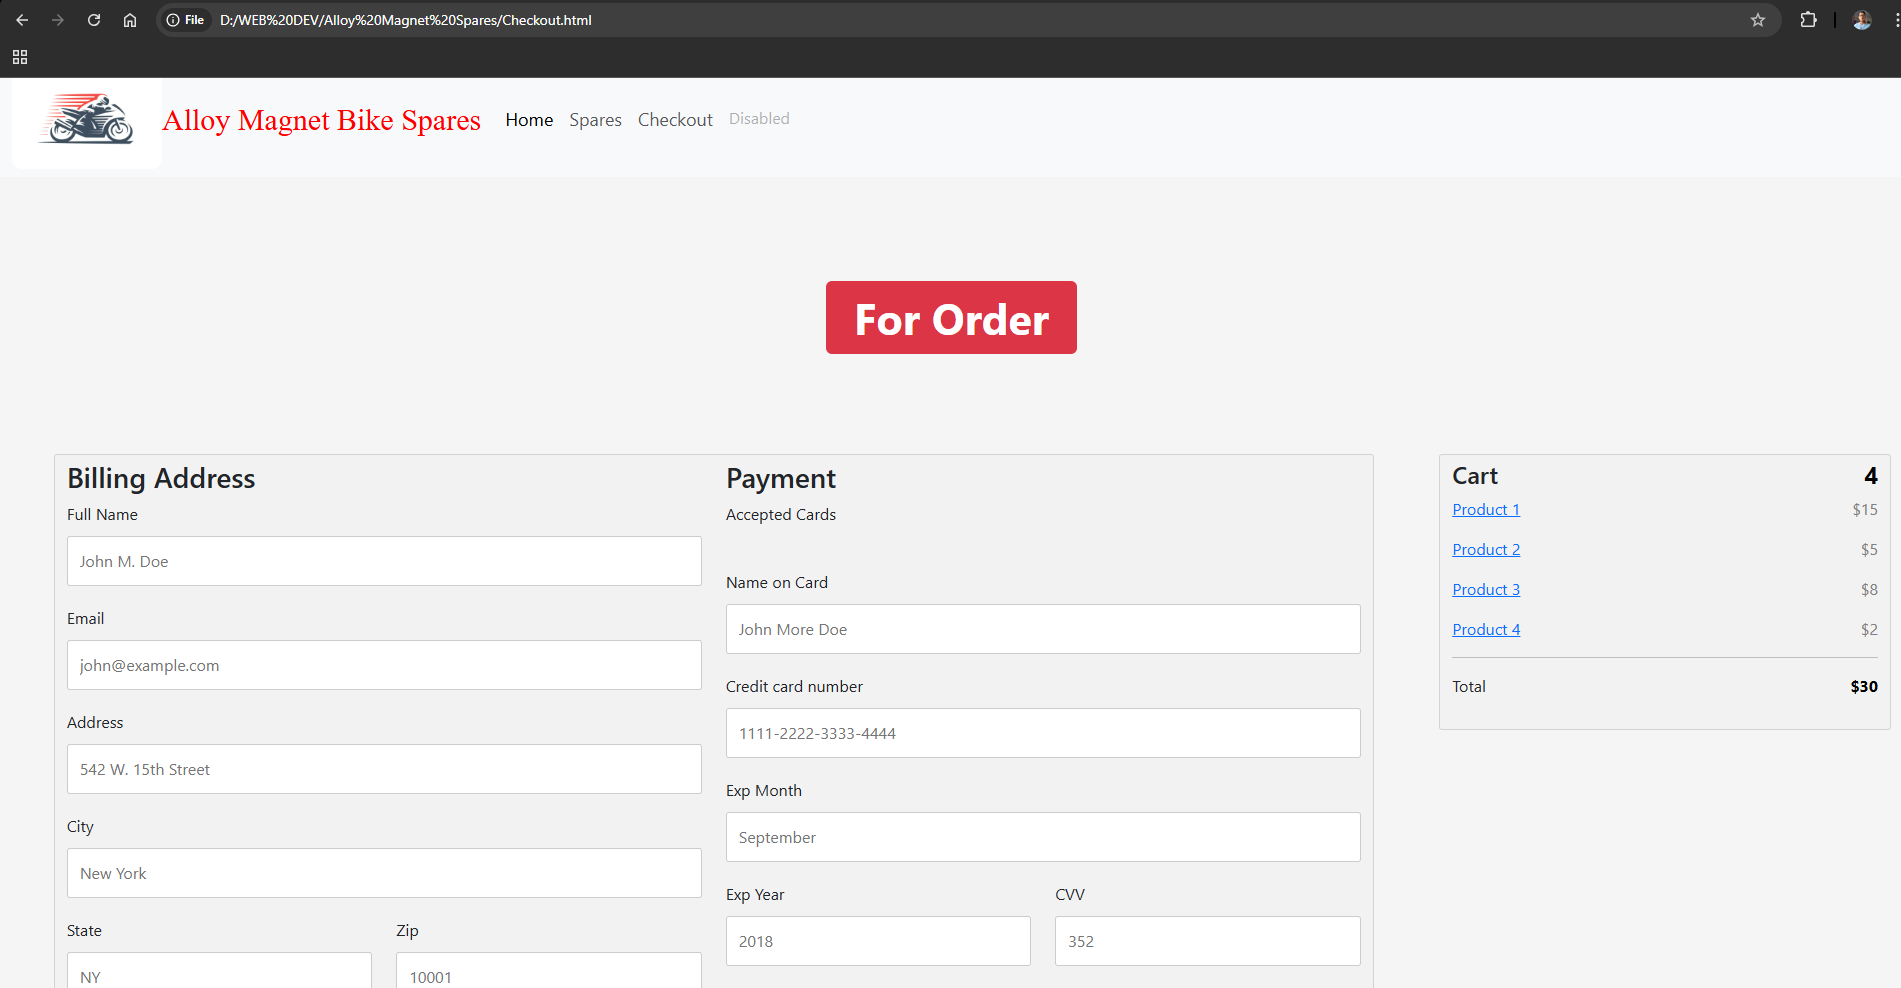 File D:/WEB%20DEV/Alloy%20Magnet%20Spares/Checkout.html
Alloy Magnet Bike Spares Home Spares Checkout Disabled
For Order
Billing Address
Full Name
John M. Doe
Email
john@example.com
Address
542 W. 15th Street
City
New York
State Zip
NY 10001
Payment
Accepted Cards
Name on Card
John More Doe
Credit card number
1111-2222-3333-4444
Exp Month
September
Exp Year CVV
2018 352
Cart 4
Product 1 $15
Product 2 $5
Product 3 $8
Product 4 $2
Total $30